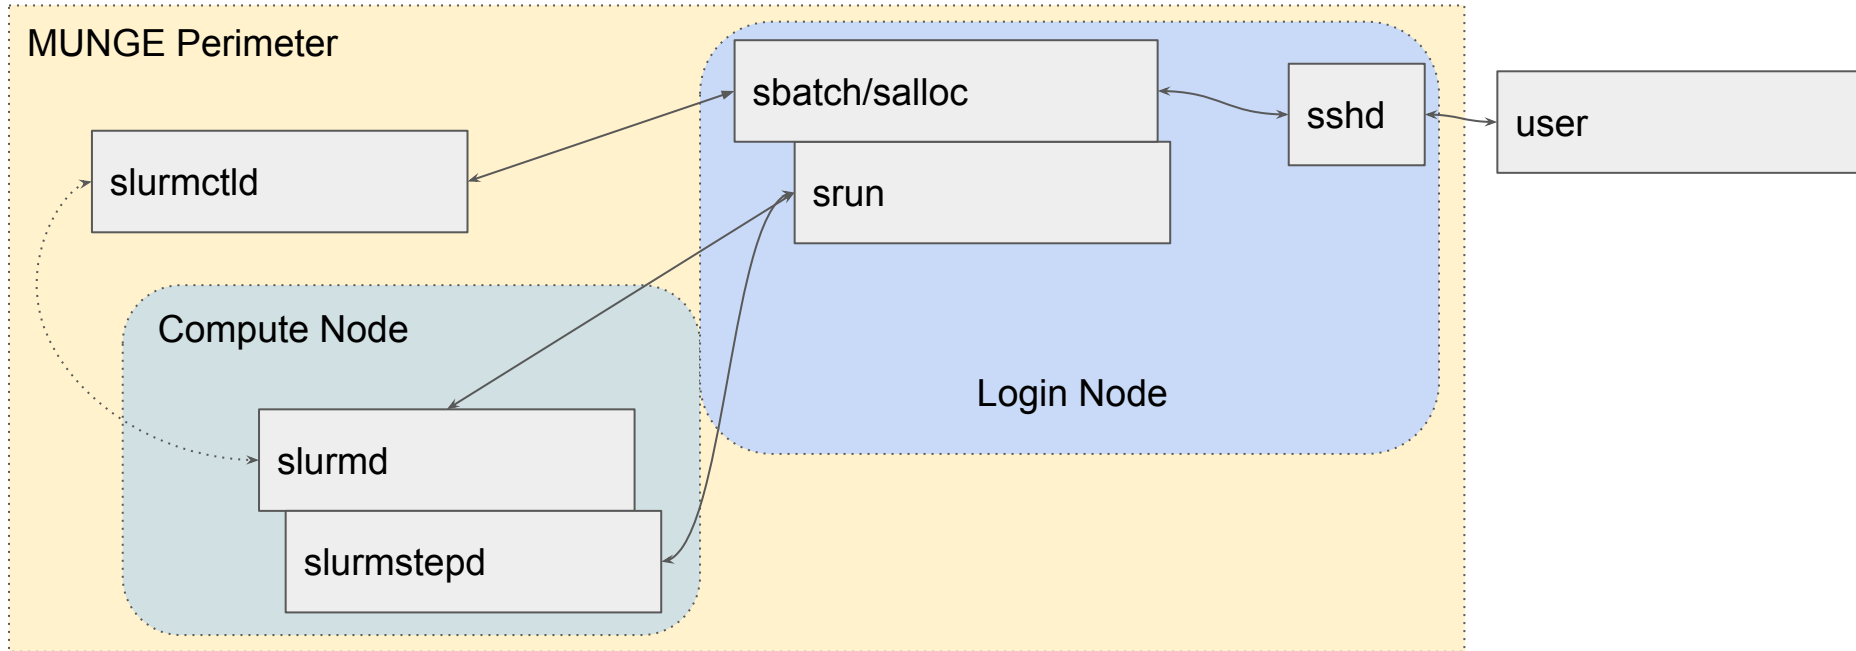 MUNGE Perimeter
sbatch/salloc
sshd
user
slurmctld
srun
Compute Node
Login Node
slurmd
slurmstepd